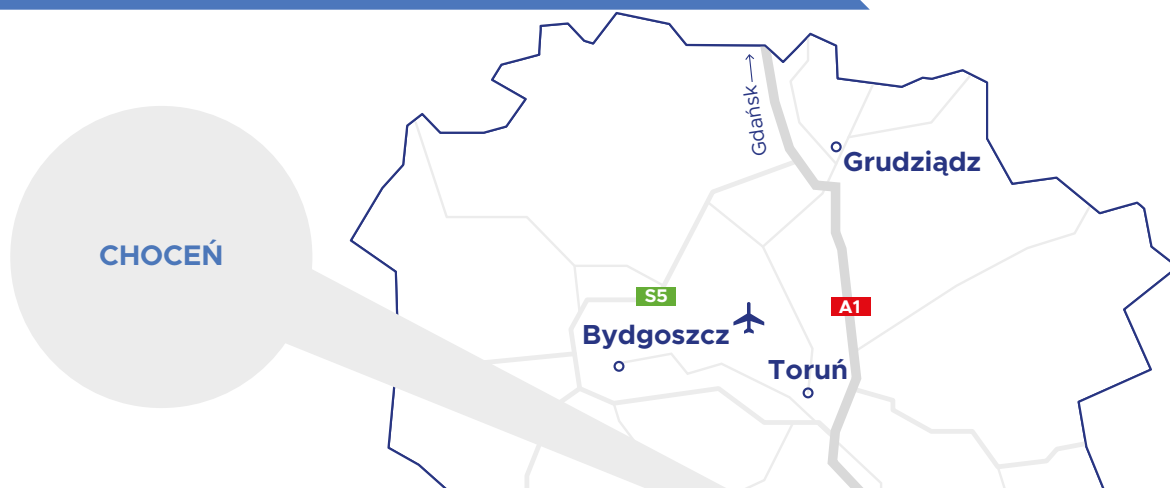 Gdańsk
Grudziądz
CHOCEŃ
S5
A1
Bydgoszcz
Toruń